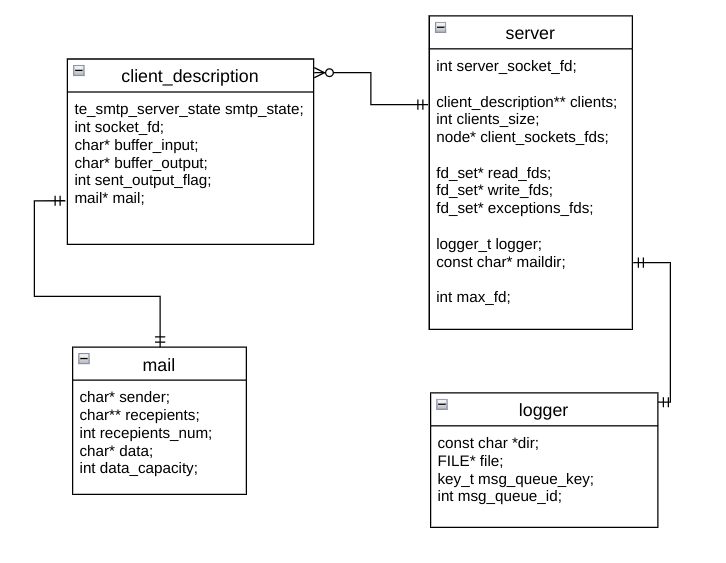 client_description
te_smtp_server_state smtp_state;
int socket_fd;
char* buffer_input;
char* buffer_output;
int sent_output_flag;
mail* mail;
server
int server_socket_fd;
client_description** clients;
int clients_size;
node* client_sockets_fds;
fd_set* read_fds;
fd_set* write_fds;
fd_set* exceptions_fds;
logger_t logger;
const char* maildir;
int max_fd;
mail
char* sender;
char** recepients;
int recepients_num;
char* data;
int data_capacity;
logger
const char *dir;
FILE* file;
key_t msg_queue_key;
int msg_queue_id;